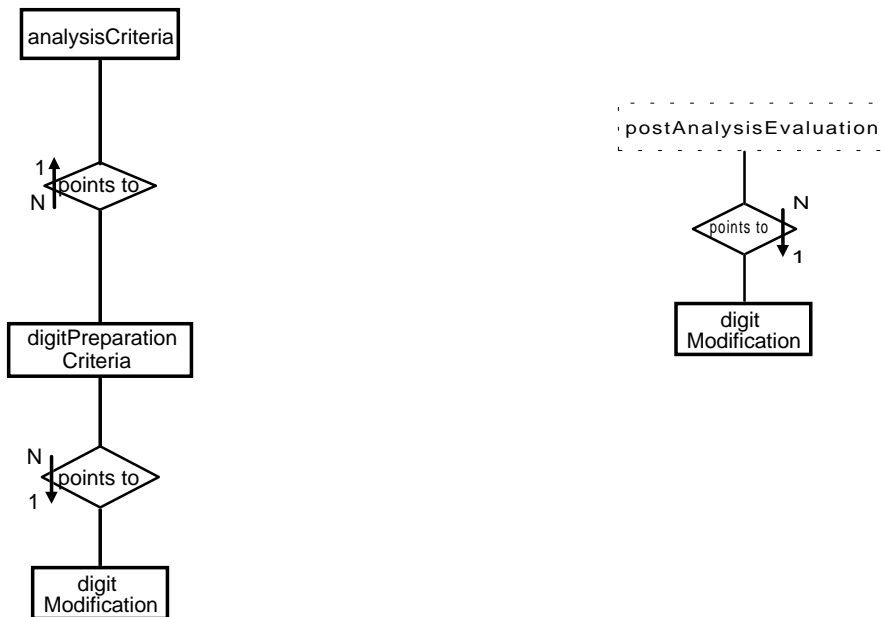 analysisCriteria
1
N
points to
digitPreparation
Criteria
N
1
points to
digit
Modification
postAnalysisEvaluation
points to
N
1
digit
Modification